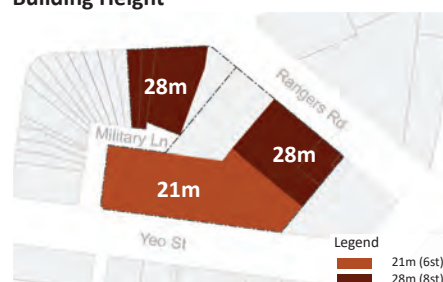 Building Height
28m
Rangers Rd
Military Ln
28m
21m
Yeo St
Legend
21m (6st)
28m (8st)